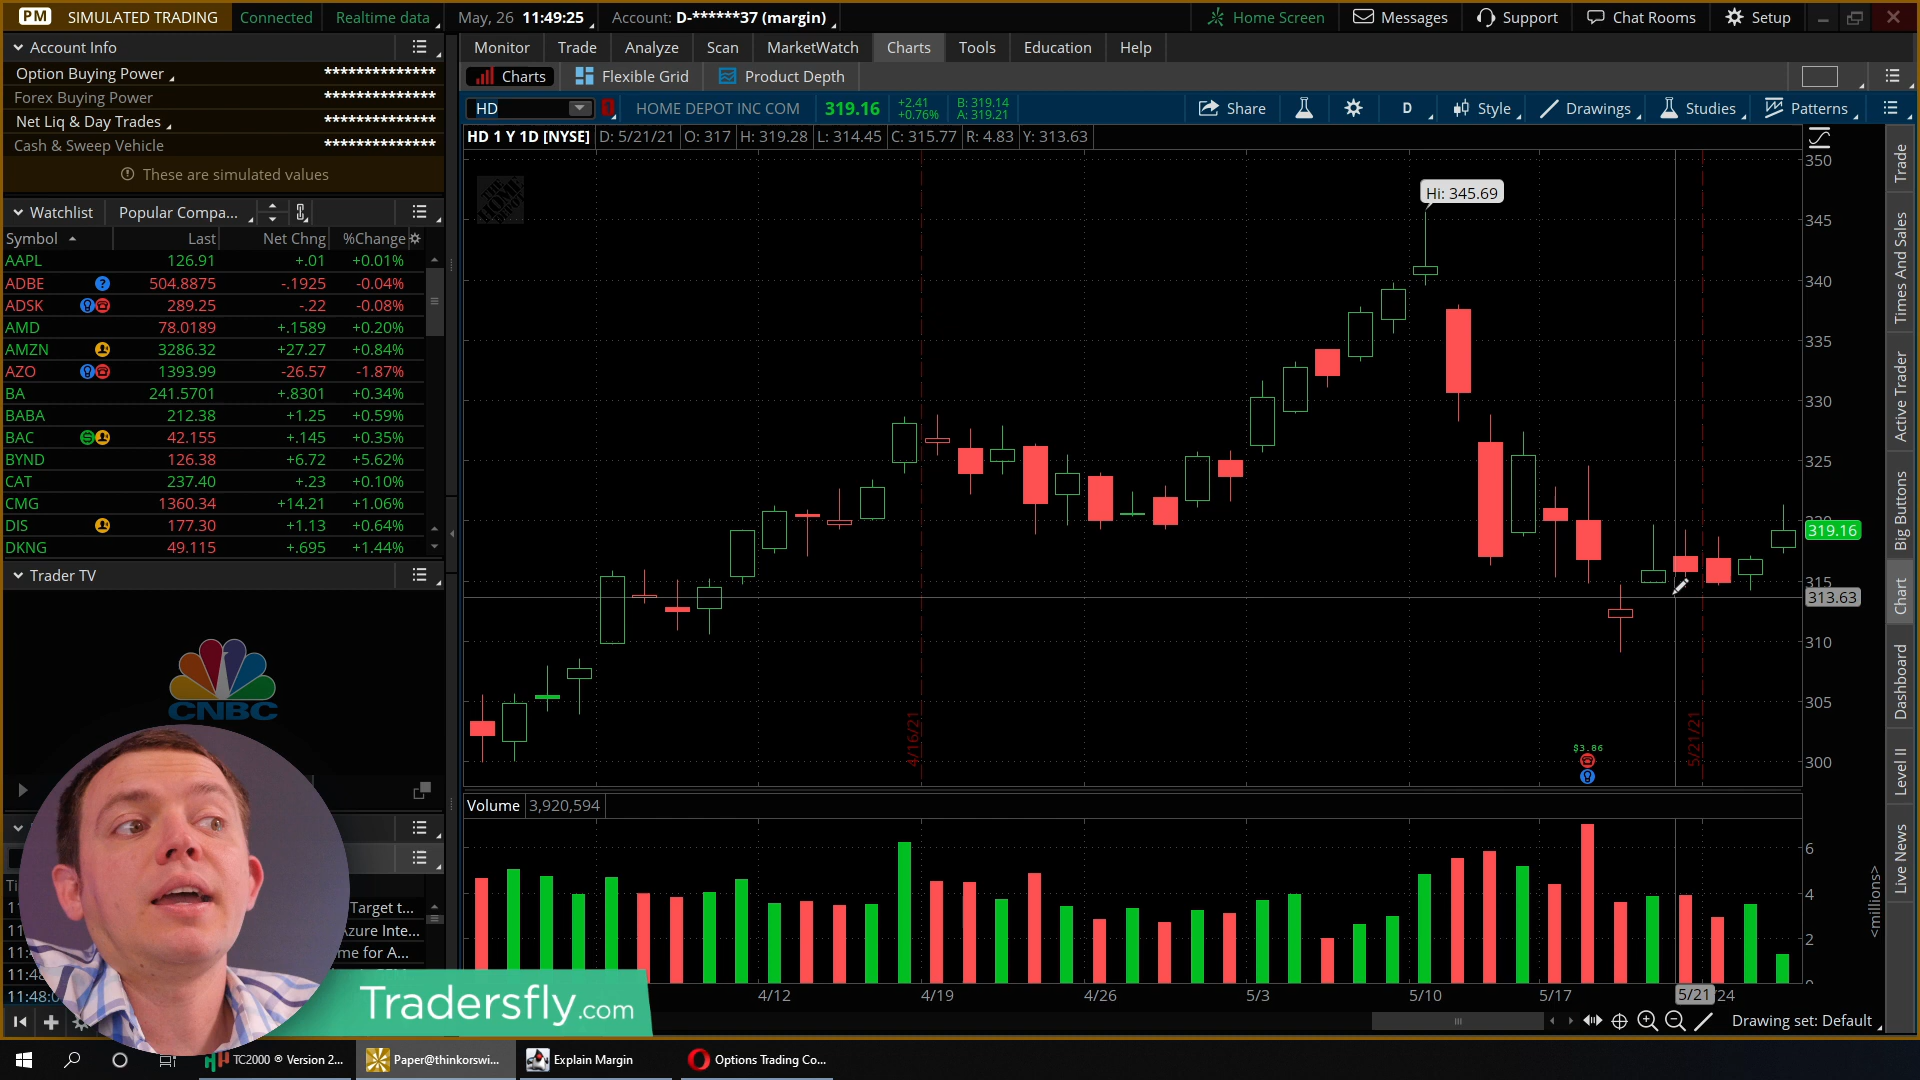 PM SIMULATED TRADING Connected Realtime data May, 26 11:49:25 Account: D-******37 (margin) Home Screen Messages Support Chat Rooms Setup
Account Info
Option Buying Power **************
Forex Buying Power **************
Net Liq & Day Trades **************
Cash & Sweep Vehicle **************
These are simulated values
Watchlist Popular Compa...
Symbol Last Net Chng %Change
AAPL 126.91 +.01 +0.01%
ADBE 504.8875 -.1925 -0.04%
ADSK 289.25 -.22 -0.08%
AMD 78.0189 +.1589 +0.20%
AMZN 3286.32 +27.27 +0.84%
AZO 1393.99 -26.57 -1.87%
BA 241.5701 +.8301 +0.34%
BABA 212.38 +1.25 +0.59%
BAC 42.155 +.145 +0.35%
BYND 126.38 +6.72 +5.62%
CAT 237.40 +.23 +0.10%
CMG 1360.34 +14.21 +1.06%
DIS 177.30 +1.13 +0.64%
DKNG 49.115 +.695 +1.44%
Trader TV
CNBC
Target t...
Azure Inte...
me for A...
Monitor Trade Analyze Scan MarketWatch Charts Tools Education Help
Charts Flexible Grid Product Depth
HD HOME DEPOT INC COM 319.16 +2.41 +0.76% B: 319.14 A: 319.21 Share D Style Drawings Studies Patterns
HD 1 Y 1D [NYSE] D: 5/21/21 O: 317 H: 319.28 L: 314.45 C: 315.77 R: 4.83 Y: 313.63
THE HOME DEPOT
Hi: 345.69
350
345
340
335
330
325
319.16
315
313.63
310
305
300
4/16/21
5/21/21
$3.86
Volume 3,920,594
6
4
2
<millions>
4/12 4/19 4/26 5/3 5/10 5/17 5/21 24
Drawing set: Default
Trade
Times And Sales
Active Trader
Big Buttons
Chart
Dashboard
Level II
Live News
Tradersfly.com
TC2000 ® Version 2... Paper@thinkorswi... Explain Margin Options Trading Co...